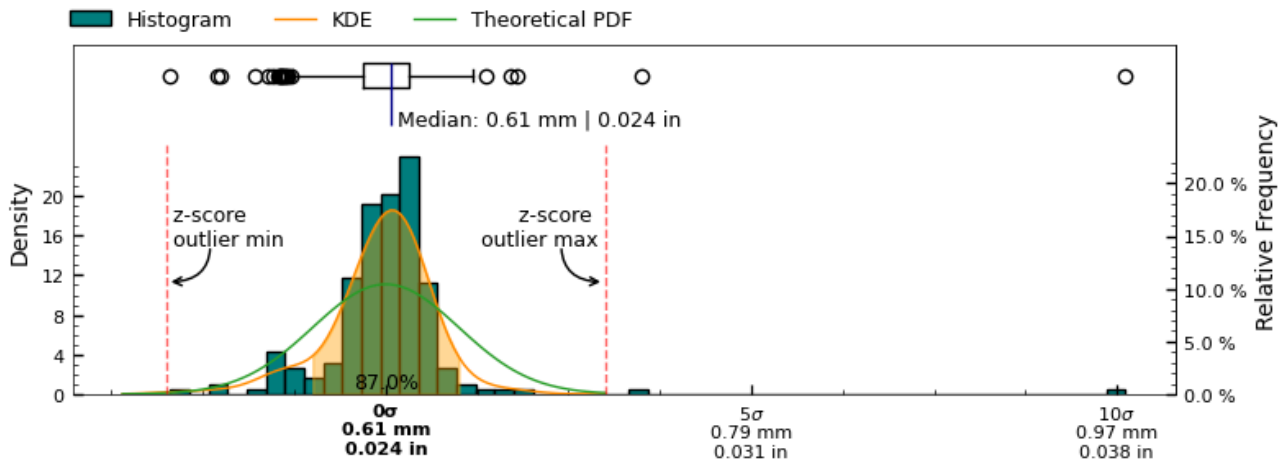 Histogram KDE Theoretical PDF
Median: 0.61 mm | 0.024 in
Density
20
16
12
8
4
0
z-score
outlier min
z-score
outlier max
87.0%
20.0 %
15.0 %
10.0 %
5.0 %
0.0 %
Relative Frequency
0σ
0.61 mm
0.024 in
5σ
0.79 mm
0.031 in
10σ
0.97 mm
0.038 in